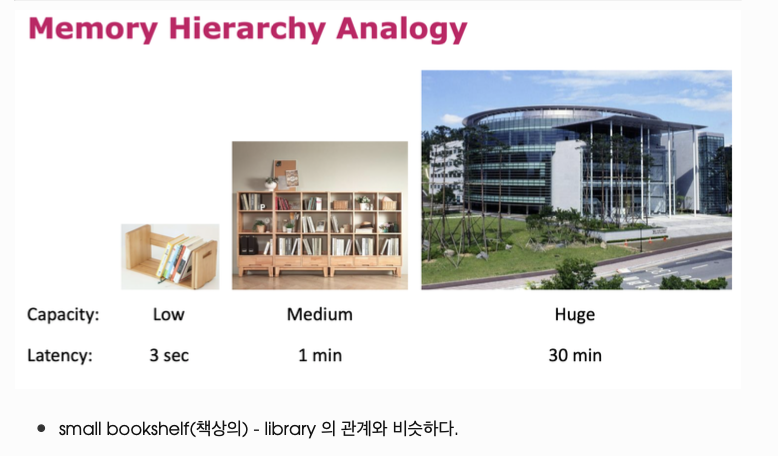 Memory Hierarchy Analogy
Capacity: Low Medium Huge
Latency: 3 sec 1 min 30 min
• small bookshelf(책상의) - library 의 관계와 비슷하다.